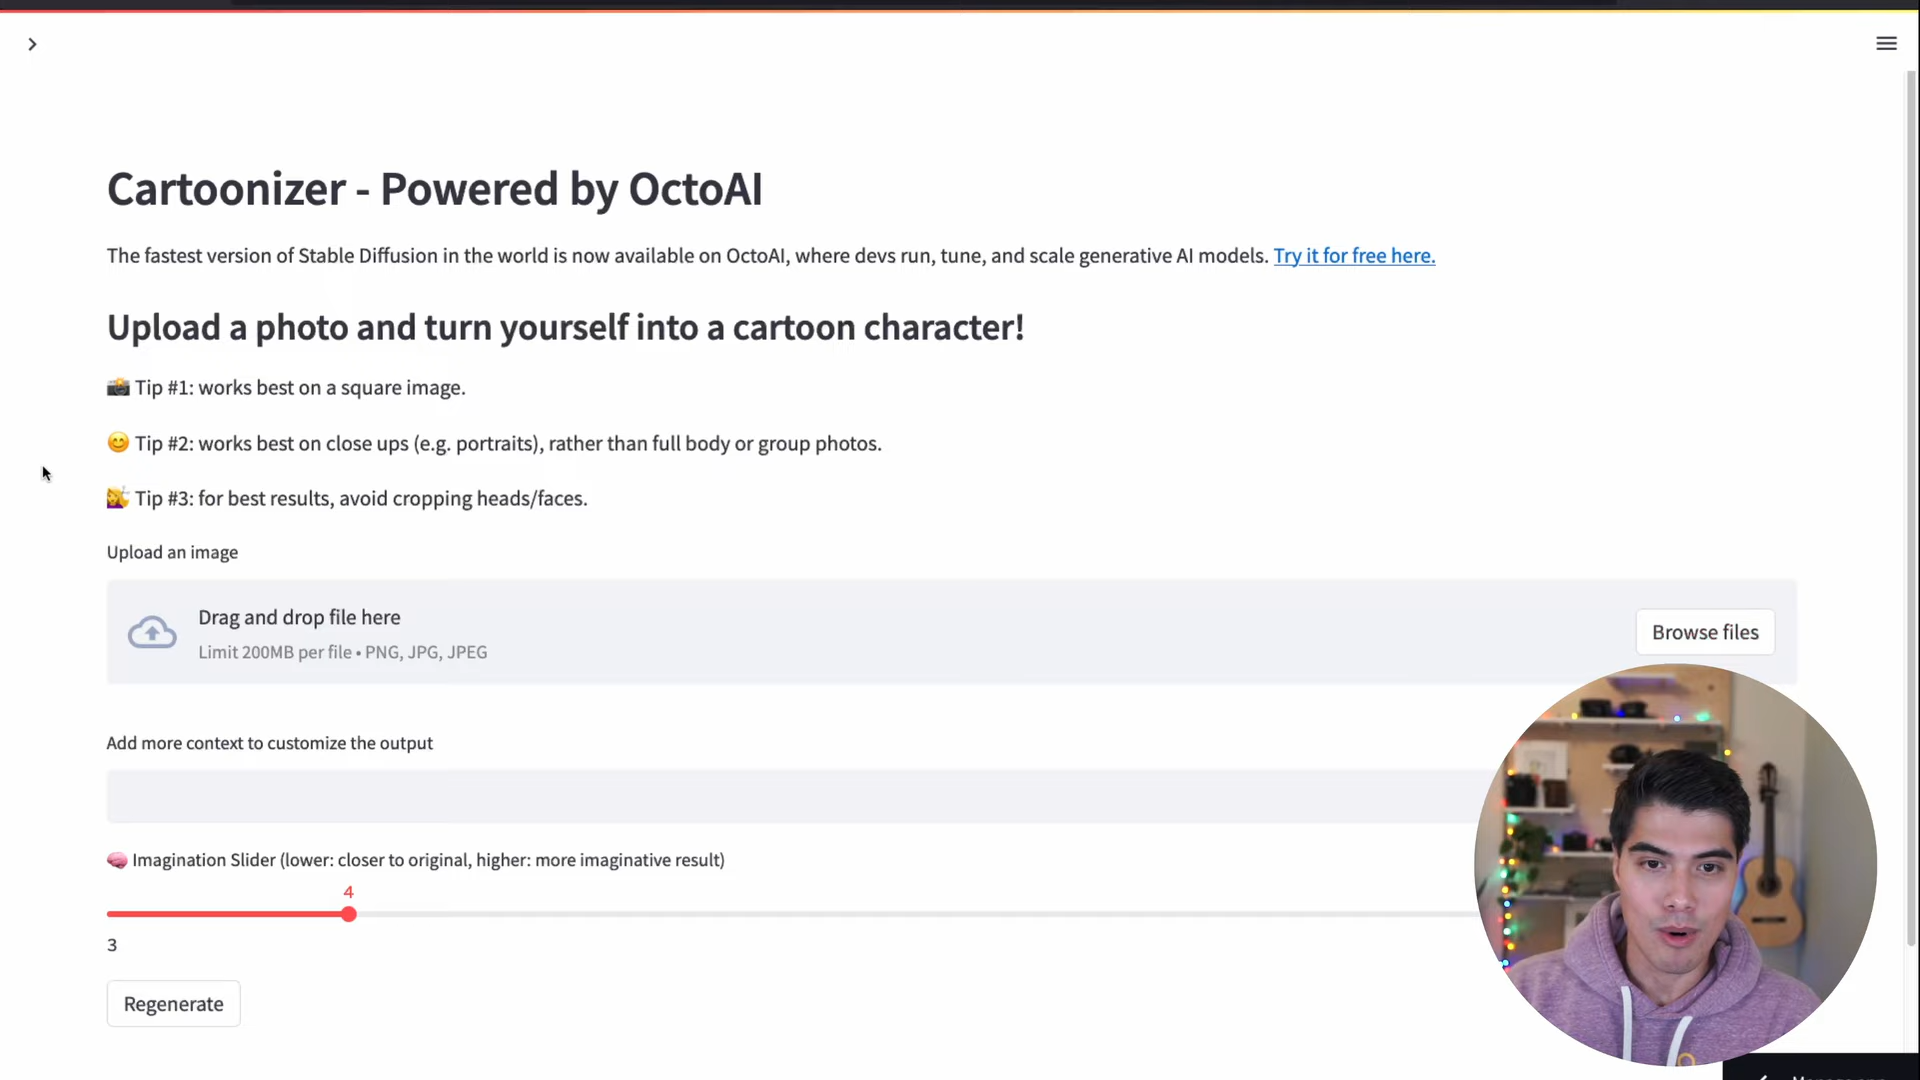 Cartoonizer - Powered by OctoAI
The fastest version of Stable Diffusion in the world is now available on OctoAI, where devs run, tune, and scale generative AI models. Try it for free here.
Upload a photo and turn yourself into a cartoon character!
📸 Tip #1: works best on a square image.
😊 Tip #2: works best on close ups (e.g. portraits), rather than full body or group photos.
💇‍♀️ Tip #3: for best results, avoid cropping heads/faces.
Upload an image
Drag and drop file here
Limit 200MB per file • PNG, JPG, JPEG
Browse files
Add more context to customize the output
🧠 Imagination Slider (lower: closer to original, higher: more imaginative result)
4
3
Regenerate